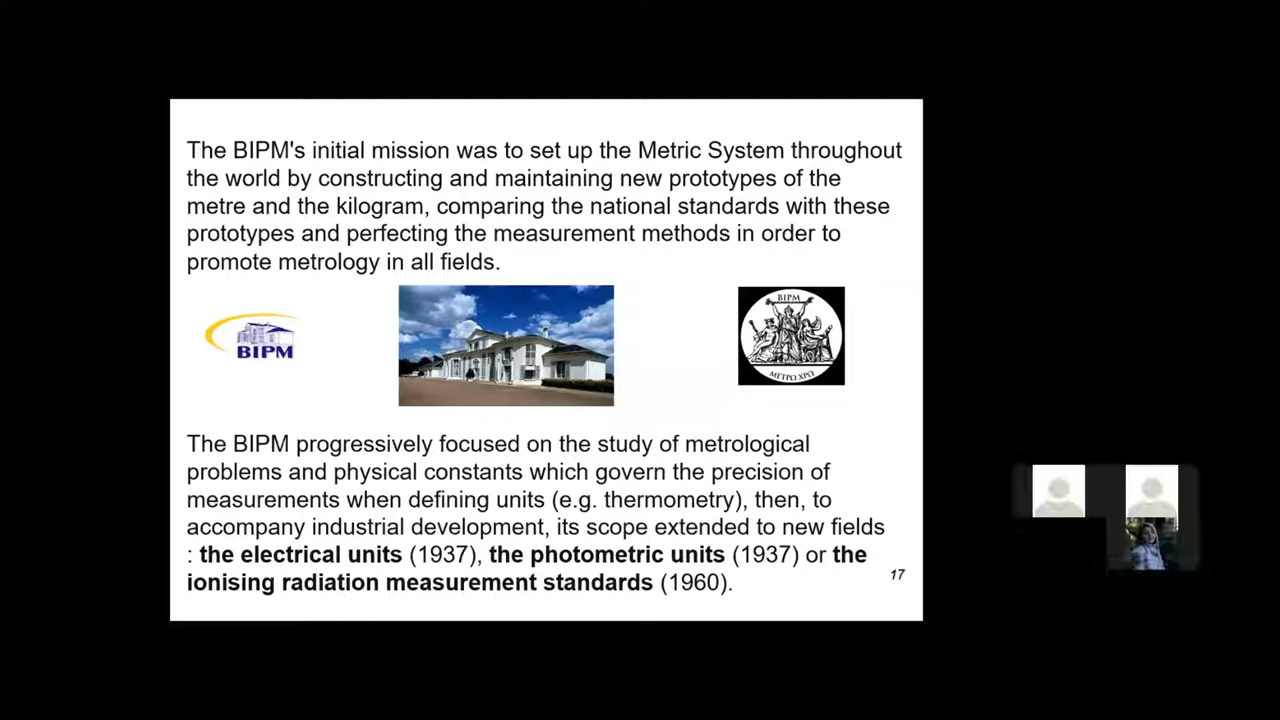 The BIPM's initial mission was to set up the Metric System throughout
the world by constructing and maintaining new prototypes of the
metre and the kilogram, comparing the national standards with these
prototypes and perfecting the measurement methods in order to
promote metrology in all fields.
BIPM
BIPM
ΜΕΤΡΩ ΧΡΩ
The BIPM progressively focused on the study of metrological
problems and physical constants which govern the precision of
measurements when defining units (e.g. thermometry), then, to
accompany industrial development, its scope extended to new fields
: the electrical units (1937), the photometric units (1937) or the
ionising radiation measurement standards (1960).
17